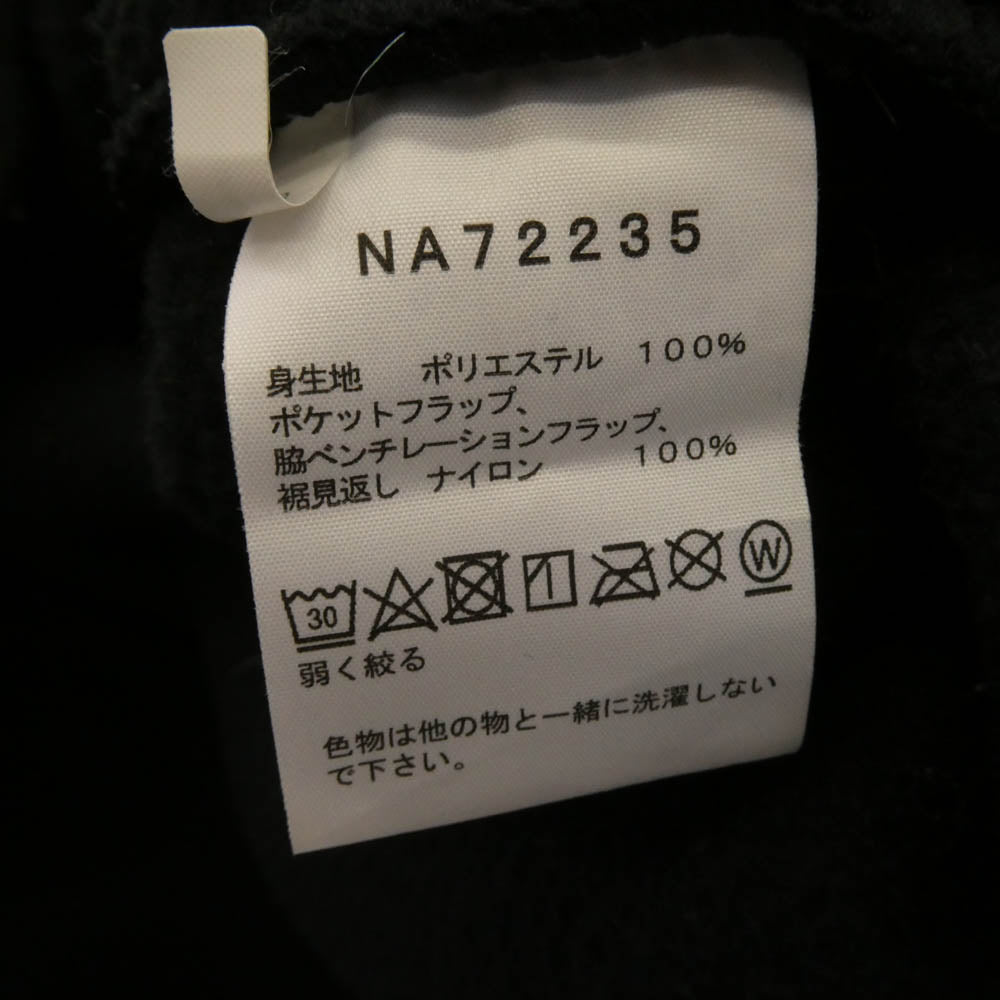 NA72235
身生地 ポリエステル 100%
ポケットフラップ、
脇ベンチレーションフラップ、
裾見返し ナイロン 100%
30 W
弱く絞る
色物は他の物と一緒に洗濯しない
で下さい。